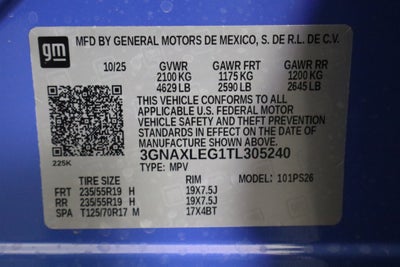 gm MFD BY GENERAL MOTORS DE MEXICO, S. DE R.L. DE C.V.
10/25 GVWR GAWR FRT GAWR RR
2100 KG 1175 KG 1200 KG
4629 LB 2590 LB 2645 LB
THIS VEHICLE CONFORMS TO ALL
APPLICABLE U.S. FEDERAL MOTOR
VEHICLE SAFETY AND THEFT PREVENTION
STANDARDS IN EFFECT ON THE DATE OF
MANUFACTURE SHOWN ABOVE.
3GNAXLEG1TL305240
225K TYPE: MPV MODEL: 101PS26
TIRE SIZE RIM
FRT 235/55R19 H 19X7.5J
RR 235/55R19 H 19X7.5J
SPA T125/70R17 M 17X4BT